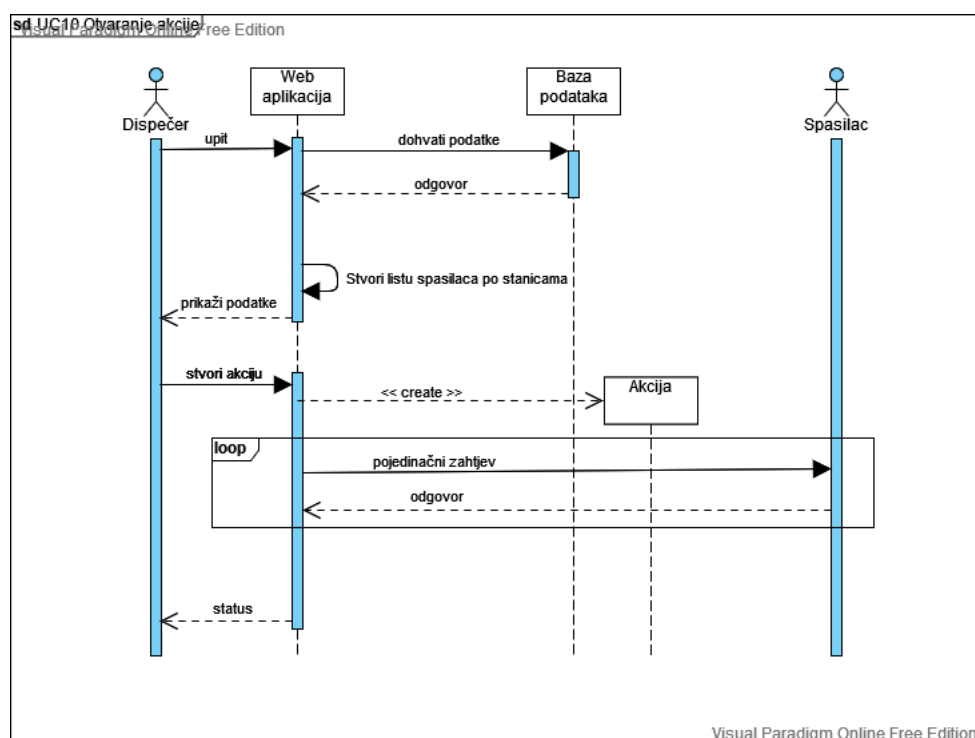 sd UC10 Otvaranje akcije
Visual Paradigm Online Free Edition
Web
aplikacija
Baza
podataka
Dispečer
Spasilac
upit
dohvati podatke
odgovor
Stvori listu spasilaca po stanicama
prikaži podatke
stvori akciju
<< create >>
Akcija
loop
pojedinačni zahtjev
odgovor
status
Visual Paradigm Online Free Edition